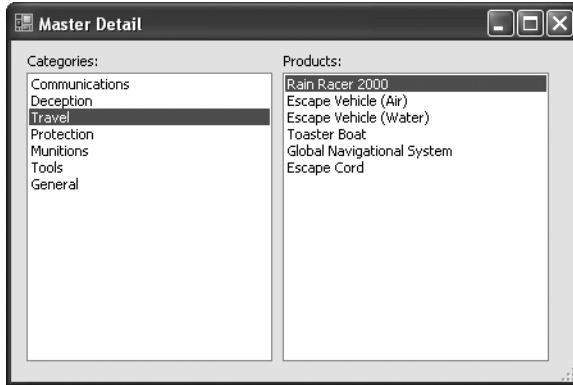 Master Detail
Categories:
Communications
Deception
Travel
Protection
Munitions
Tools
General
Products:
Rain Racer 2000
Escape Vehicle (Air)
Escape Vehicle (Water)
Toaster Boat
Global Navigational System
Escape Cord